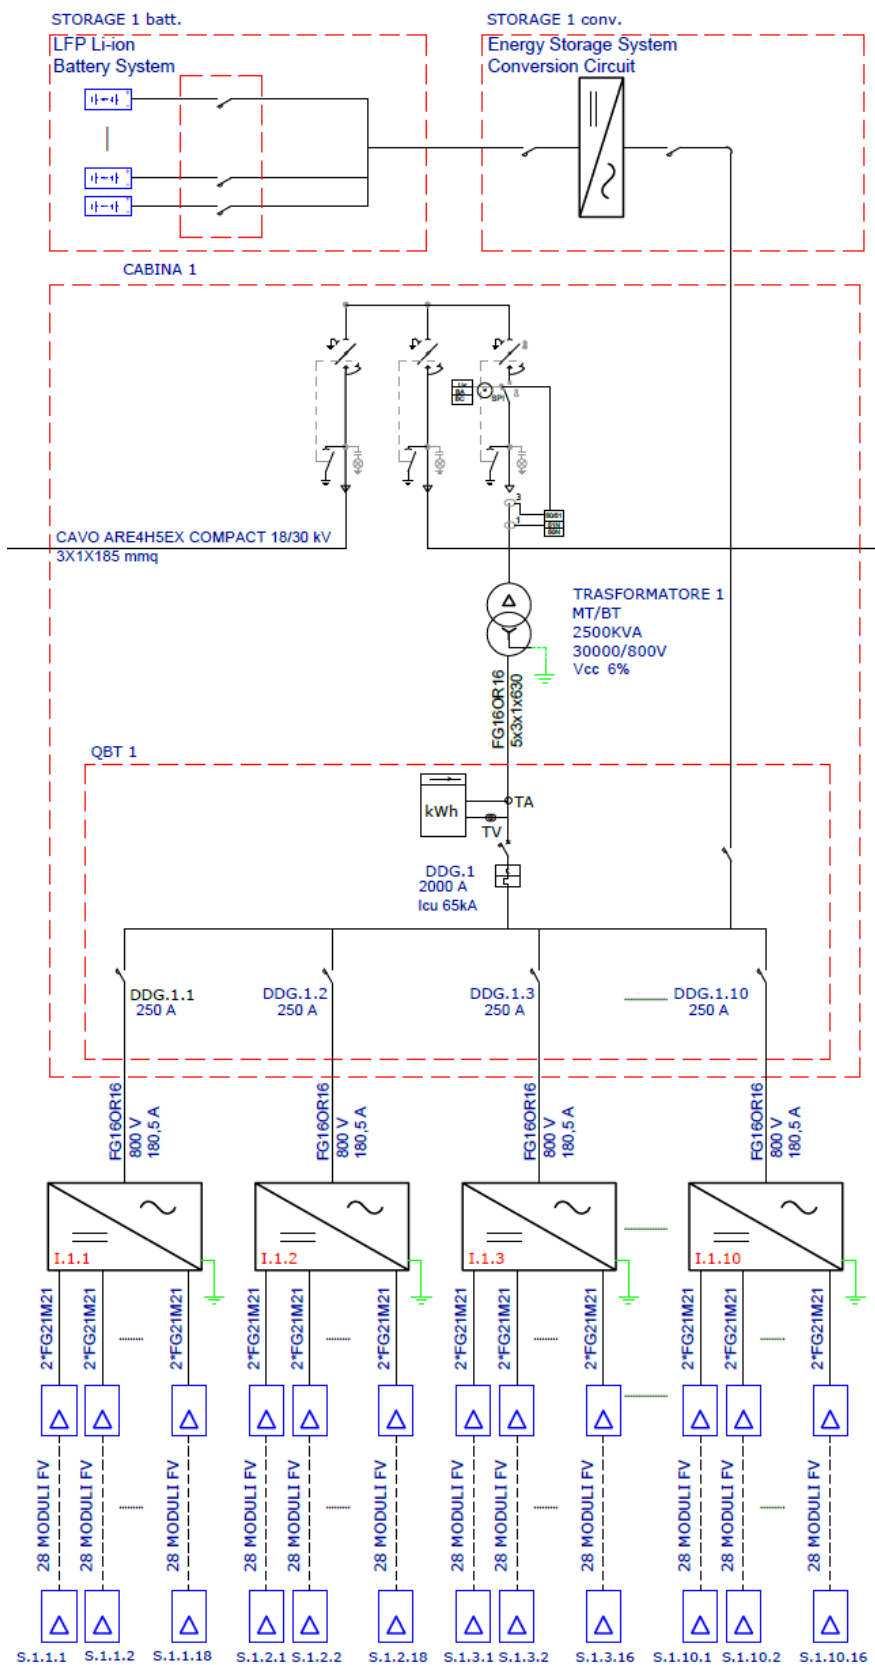 STORAGE 1 batt.
STORAGE 1 conv.
LFP Li-ion
Battery System
Energy Storage System
Conversion Circuit
CABINA 1
SPI
3
1
CAVO ARE4H5EX COMPACT 18/30 kV
3X1X185 mmq
TRASFORMATORE 1
MT/BT
2500KVA
30000/800V
Vcc 6%
FG16OR16
5x3x1x630
QBT 1
kWh
TA
TV
DDG.1
2000 A
Icu 65kA
DDG.1.1
250 A
DDG.1.2
250 A
DDG.1.3
250 A
DDG.1.10
250 A
FG16OR16
800 V
180,5 A
FG16OR16
800 V
180,5 A
FG16OR16
800 V
180,5 A
FG16OR16
800 V
180,5 A
I.1.1
I.1.2
I.1.3
I.1.10
2*FG21M21
2*FG21M21
2*FG21M21
2*FG21M21
2*FG21M21
2*FG21M21
2*FG21M21
2*FG21M21
2*FG21M21
2*FG21M21
2*FG21M21
2*FG21M21
28 MODULI FV
28 MODULI FV
28 MODULI FV
28 MODULI FV
28 MODULI FV
28 MODULI FV
28 MODULI FV
28 MODULI FV
28 MODULI FV
28 MODULI FV
28 MODULI FV
28 MODULI FV
S.1.1.1
S.1.1.2
S.1.1.18
S.1.2.1
S.1.2.2
S.1.2.18
S.1.3.1
S.1.3.2
S.1.3.16
S.1.10.1
S.1.10.2
S.1.10.16